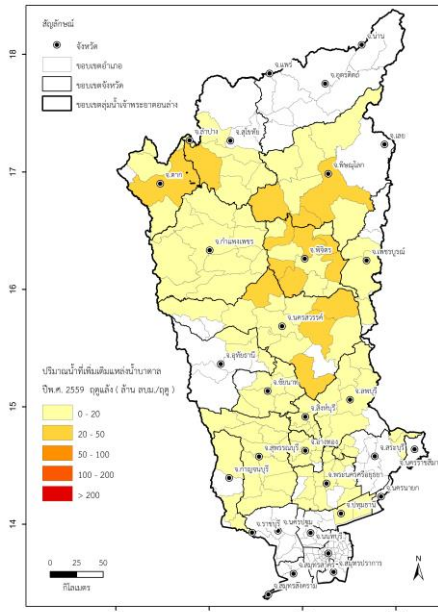 สัญลักษณ์
จังหวัด
ขอบเขตอำเภอ
ขอบเขตจังหวัด
ขอบเขตลุ่มน้ำเจ้าพระยาตอนล่าง
18
17
16
15
14
จ.น่าน
จ.แพร่
จ.อุตรดิตถ์
จ.ลำปาง
จ.สุโขทัย
จ.เลย
จ.ตาก
จ.พิษณุโลก
จ.กำแพงเพชร
จ.พิจิตร
จ.เพชรบูรณ์
จ.นครสวรรค์
จ.อุทัยธานี
จ.ชัยนาท
จ.ลพบุรี
จ.สิงห์บุรี
จ.อ่างทอง
จ.สุพรรณบุรี
จ.สระบุรี
จ.นครราชสีมา
จ.กาญจนบุรี
จ.พระนครศรีอยุธยา
จ.นครนายก
จ.ปทุมธานี
จ.ราชบุรี
จ.นครปฐม
จ.นนทบุรี
จ.สมุทรปราการ
จ.สมุทรสาคร
จ.สมุทรสงคราม
ปริมาณน้ำที่เพิ่มเติมแหล่งน้ำบาดาล
ปีพ.ศ. 2559 ฤดูแล้ง ( ล้าน ลบม./ฤดู )
0 - 20
20 - 50
50 - 100
100 - 200
> 200
0 25 50
กิโลเมตร